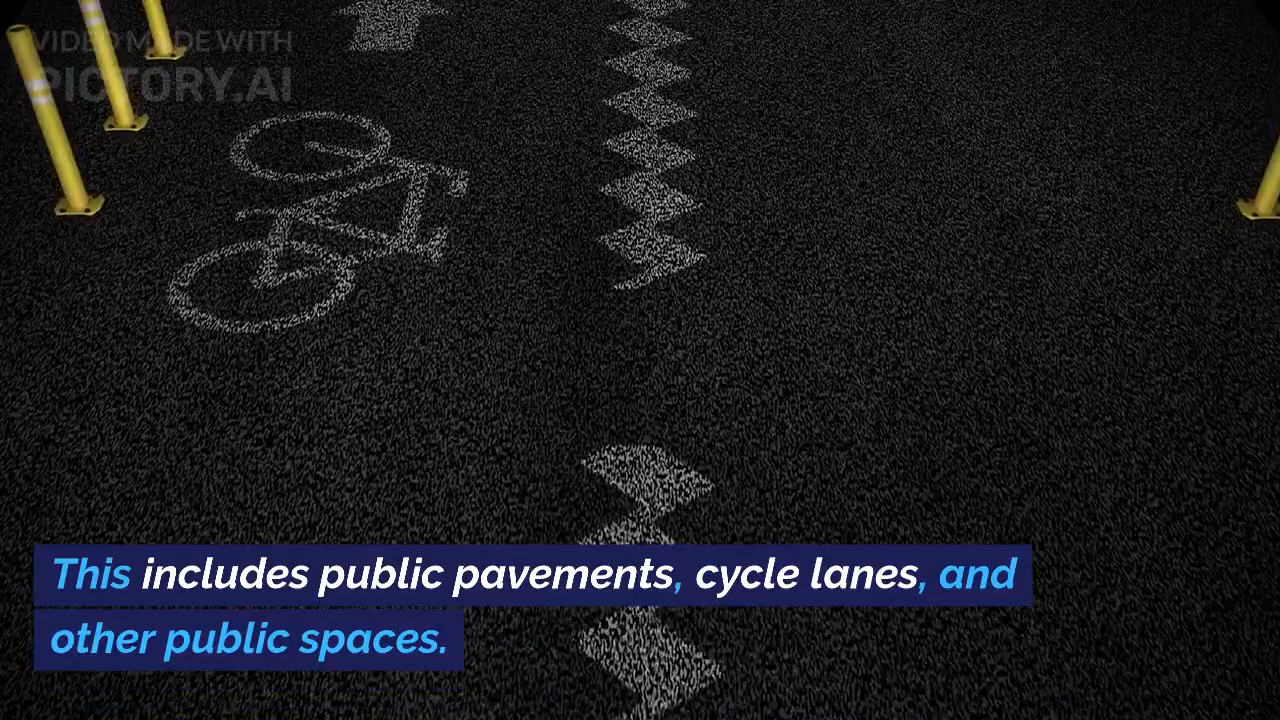 VIDEO MADE WITH
PICTORY.AI
This includes public pavements, cycle lanes, and
other public spaces.